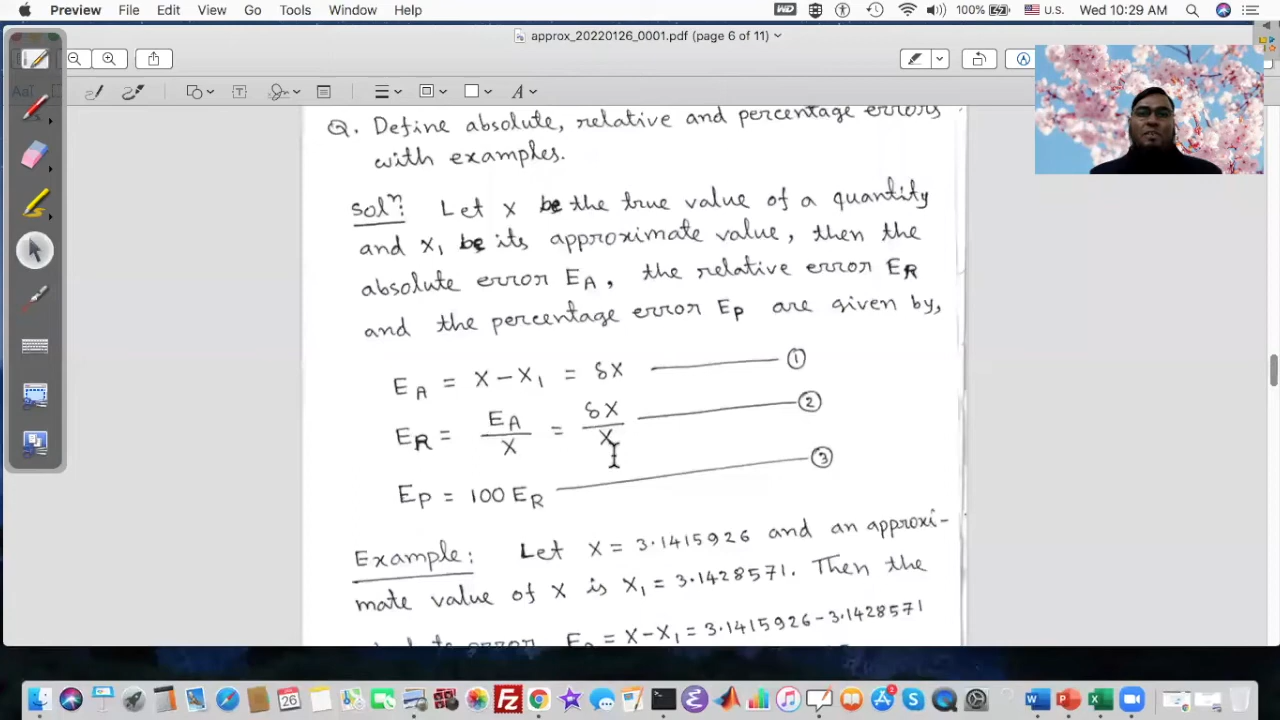 Preview File Edit View Go Tools Window Help
WD 100% U.S. Wed 10:29 AM
approx_20220126_0001.pdf (page 6 of 11)
Q. Define absolute, relative and percentage errors
with examples.
Solⁿ: Let X be the true value of a quantity
and X₁ be its approximate value, then the
absolute error E_A, the relative error E_R
and the percentage error E_P are given by,
E_A = X - X₁ = δX ——— ①
E_R = E_A/X = δX/X ——— ②
E_P = 100 E_R ——— ③
Example: Let X = 3.1415926 and an approxi-
mate value of X is X₁ = 3.1428571. Then the
error = X - X₁ = 3.1415926 - 3.1428571